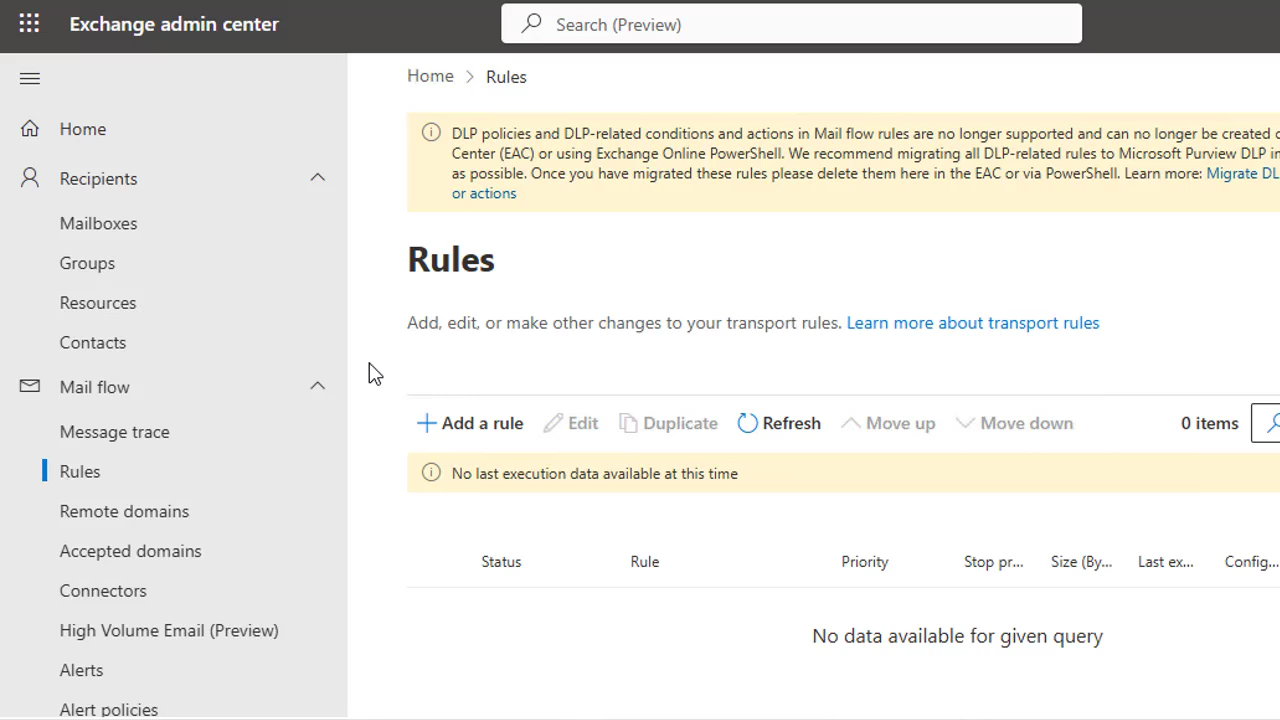 Exchange admin center
Search (Preview)
Home
Recipients
Mailboxes
Groups
Resources
Contacts
Mail flow
Message trace
Rules
Remote domains
Accepted domains
Connectors
High Volume Email (Preview)
Alerts
Alert policies
Home > Rules
DLP policies and DLP-related conditions and actions in Mail flow rules are no longer supported and can no longer be created o
Center (EAC) or using Exchange Online PowerShell. We recommend migrating all DLP-related rules to Microsoft Purview DLP in
as possible. Once you have migrated these rules please delete them here in the EAC or via PowerShell. Learn more: Migrate DL
or actions
Rules
Add, edit, or make other changes to your transport rules. Learn more about transport rules
Add a rule Edit Duplicate Refresh Move up Move down 0 items
No last execution data available at this time
Status Rule Priority Stop pr... Size (By... Last ex... Config...
No data available for given query